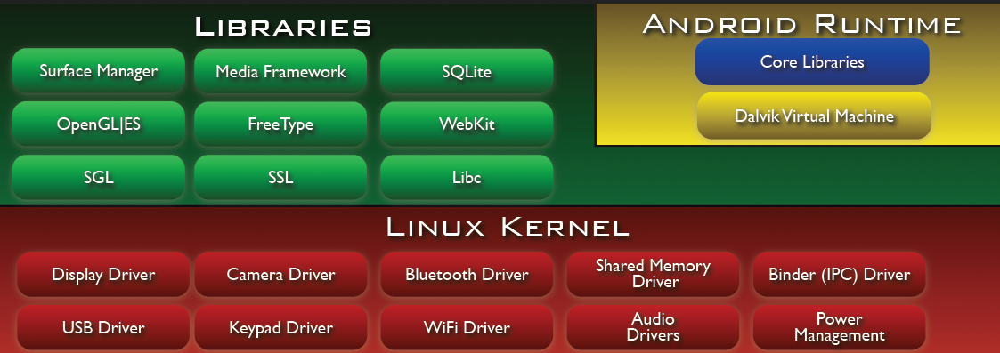 LIBRARIES
Surface Manager
Media Framework
SQLite
OpenGL|ES
FreeType
WebKit
SGL
SSL
Libc
ANDROID RUNTIME
Core Libraries
Dalvik Virtual Machine
LINUX KERNEL
Display Driver
Camera Driver
Bluetooth Driver
Shared Memory
Driver
Binder (IPC) Driver
USB Driver
Keypad Driver
WiFi Driver
Audio
Drivers
Power
Management